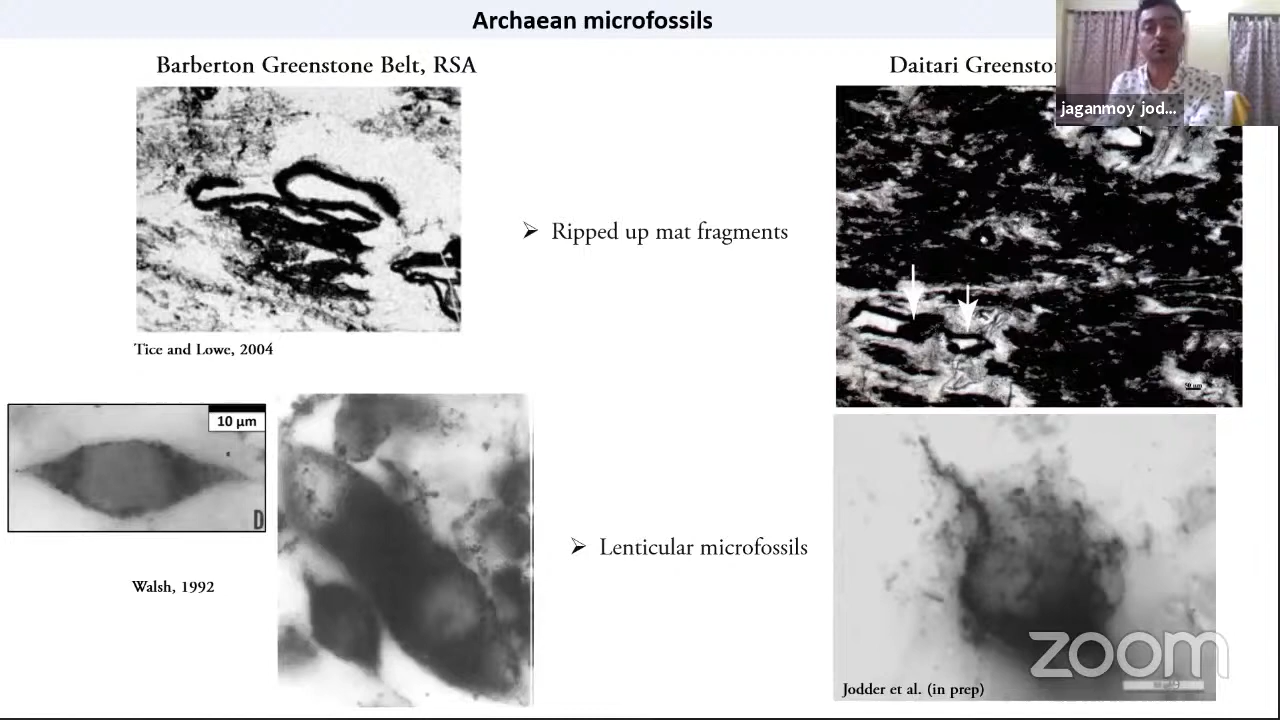 Archaean microfossils
Barberton Greenstone Belt, RSA
Daitari
jaganmoy jod...
➢ Ripped up mat fragments
Tice and Lowe, 2004
10 µm
D
➢ Lenticular microfossils
Walsh, 1992
zoom
Jodder et al. (in prep)